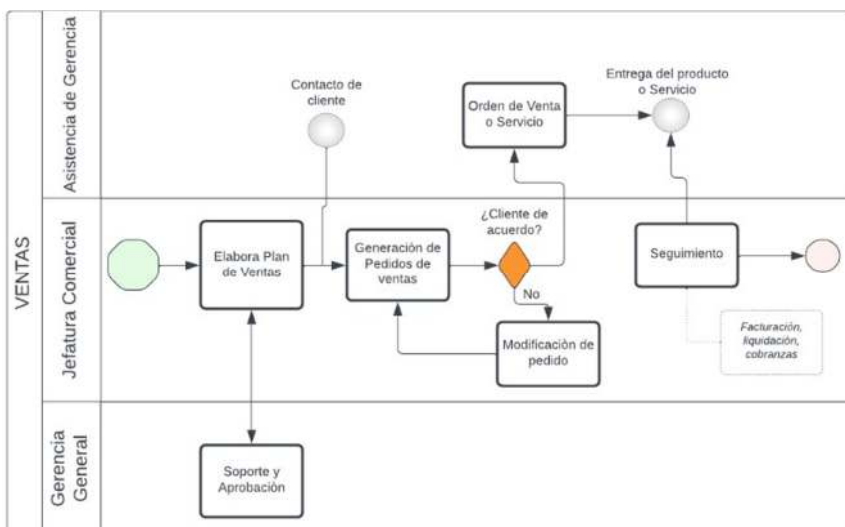 VENTAS
Asistencia de Gerencia
Contacto de
cliente
Orden de Venta
o Servicio
Entrega del producto
o Servicio
Jefatura Comercial
Elabora Plan
de Ventas
Generación de
Pedidos de
ventas
¿Cliente de
acuerdo?
No
Modificaciòn de
pedido
Seguimiento
Facturación,
liquidación,
cobranzas
Gerencia
General
Soporte y
Aprobaciòn